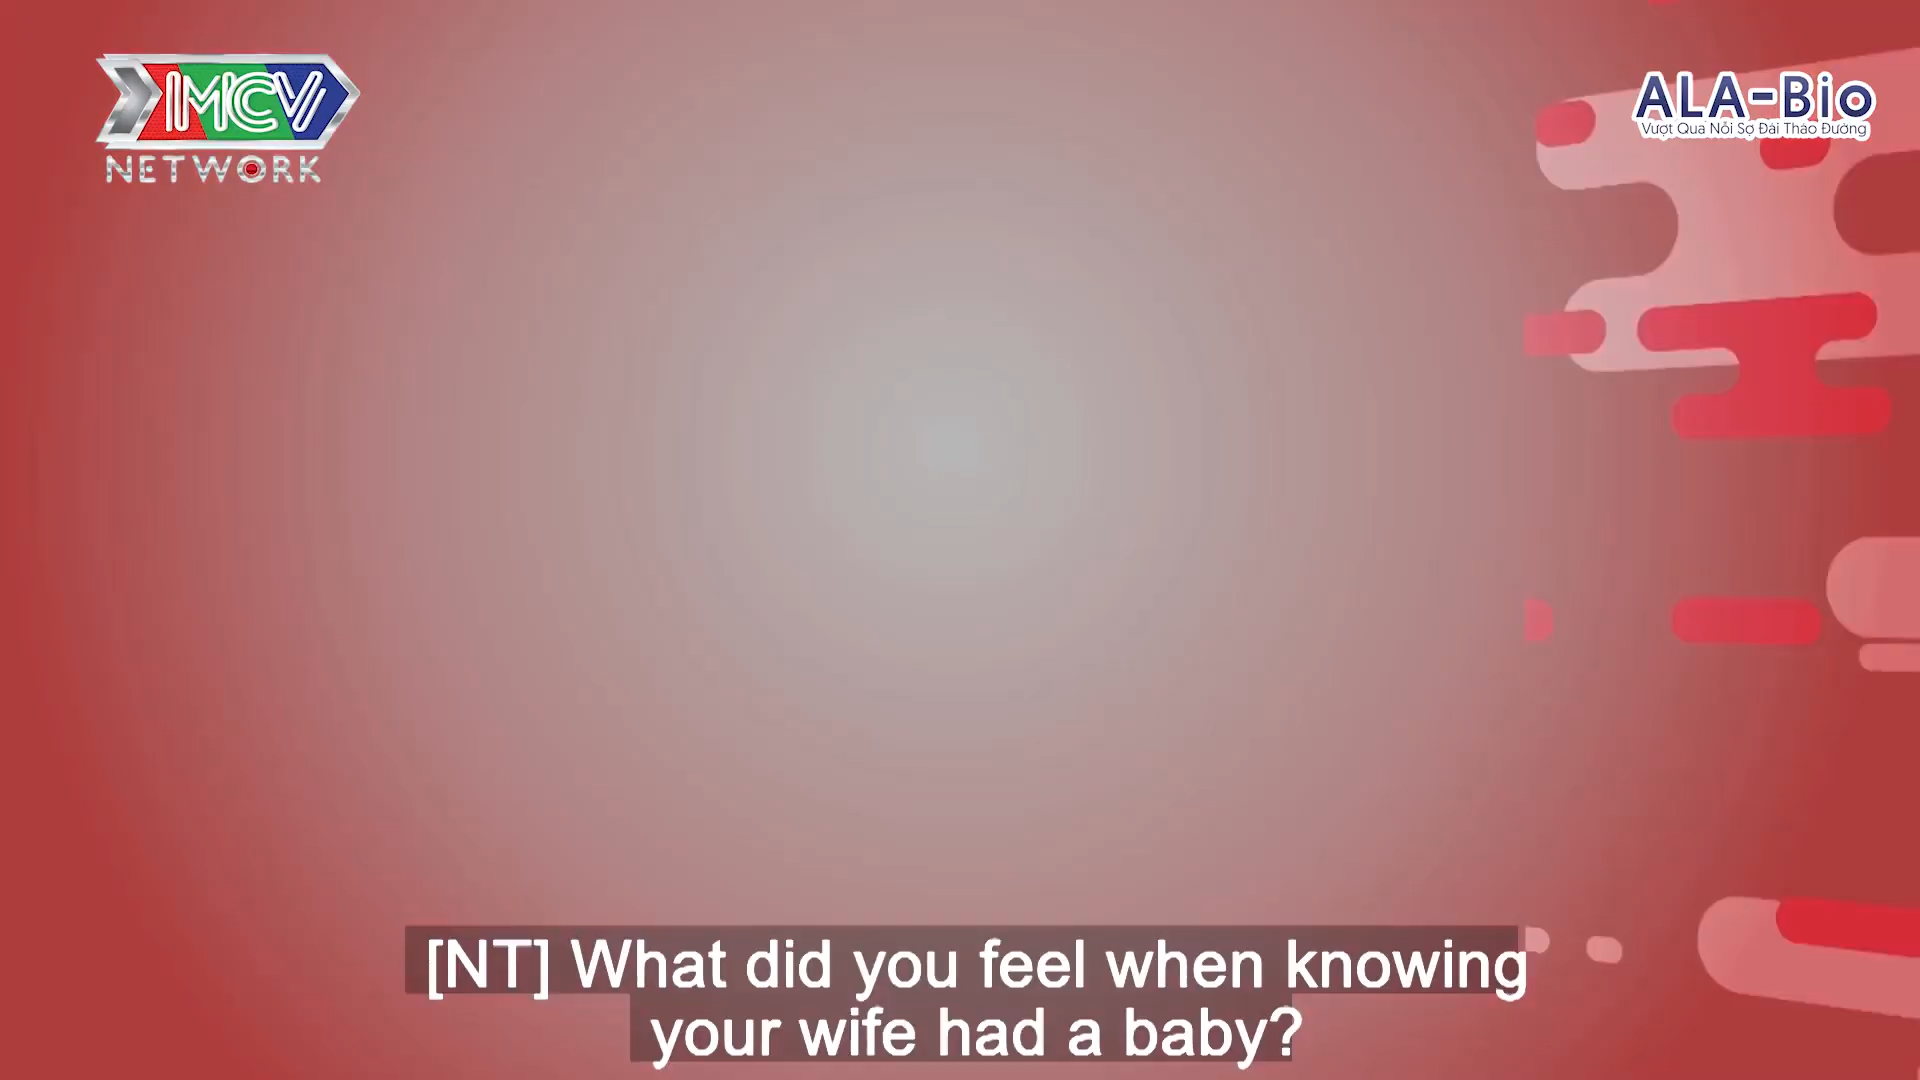 MCV
NETWORK
ALA-Bio
Vượt Qua Nỗi Sợ Đái Tháo Đường
[NT] What did you feel when knowing
your wife had a baby?